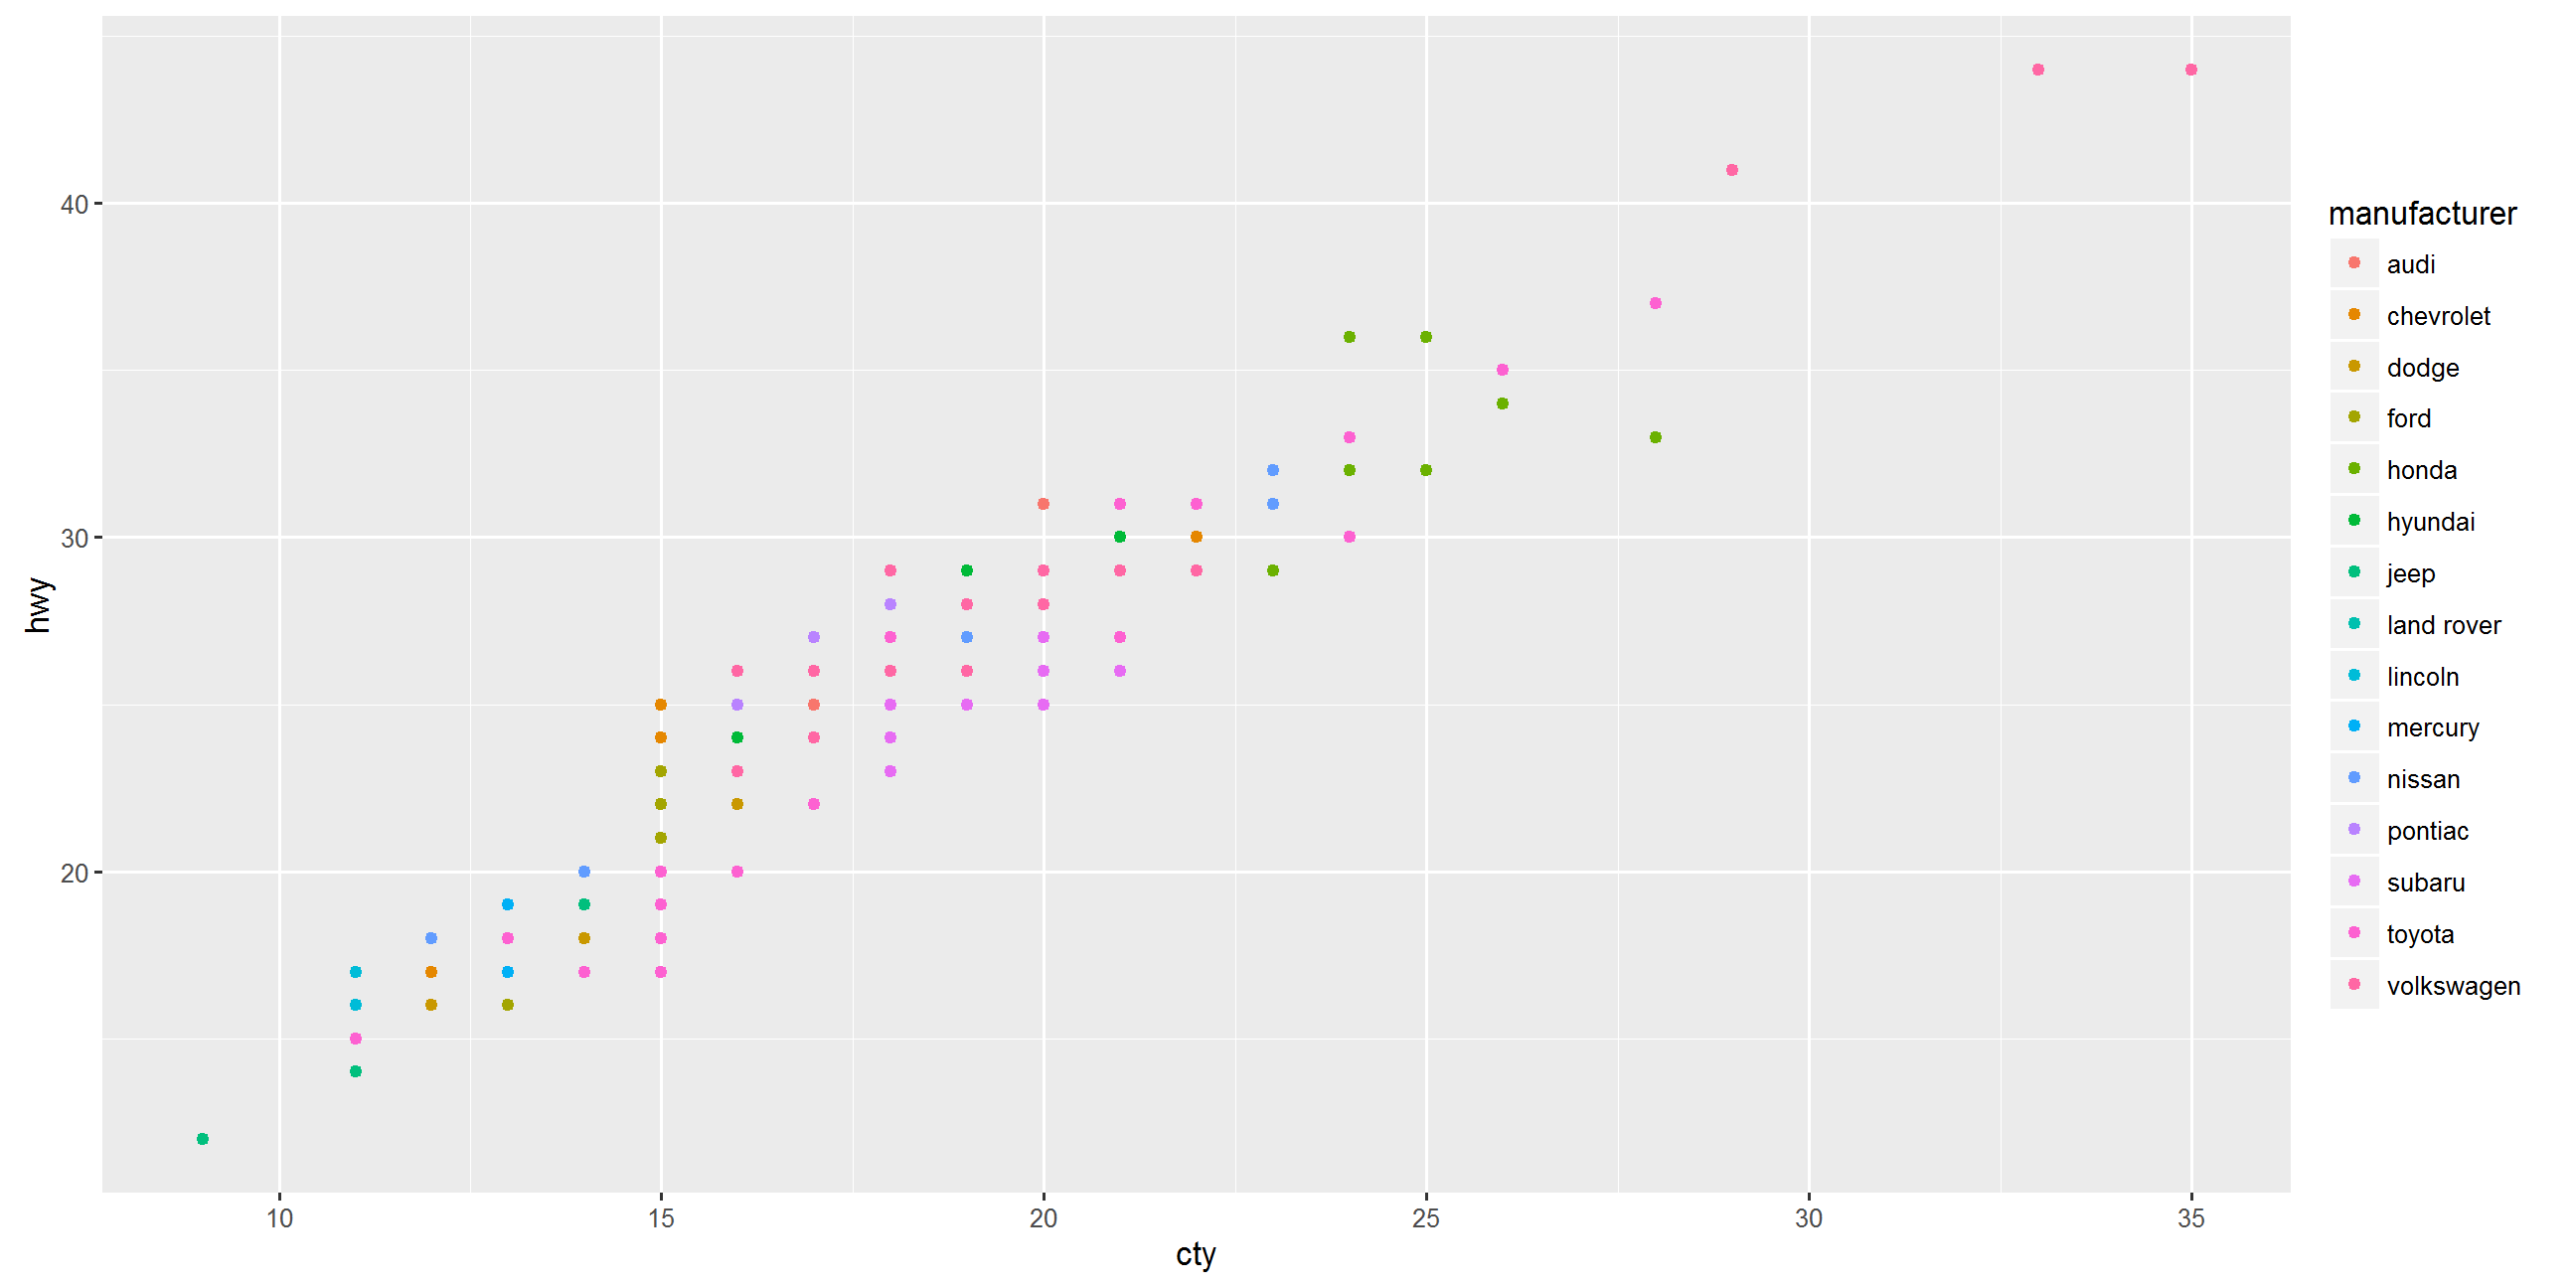 40
30
20
hwy
10 15 20 25 30 35
cty
manufacturer
audi
chevrolet
dodge
ford
honda
hyundai
jeep
land rover
lincoln
mercury
nissan
pontiac
subaru
toyota
volkswagen